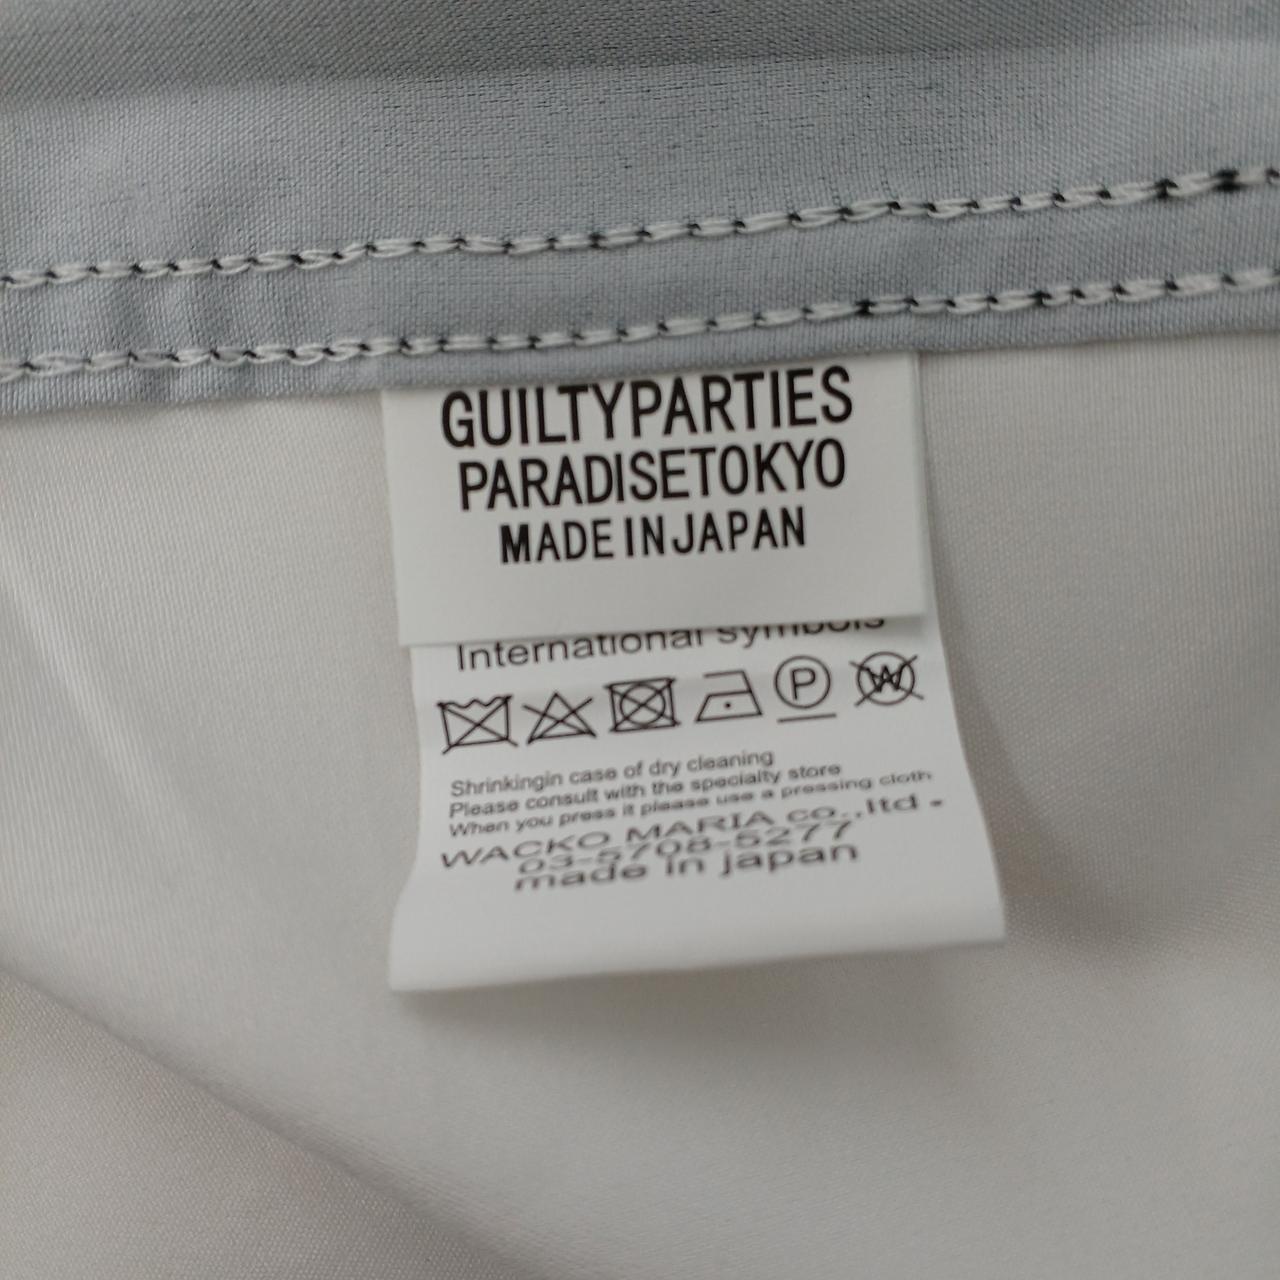 GUILTYPARTIES
PARADISETOKYO
MADE IN JAPAN
International symbols
P
W
Shrinkingin case of dry cleaning
Please consult with the specialty store
When you press it please use a pressing cloth
WACKO MARIA co.,ltd.
03-5708-5277
made in japan